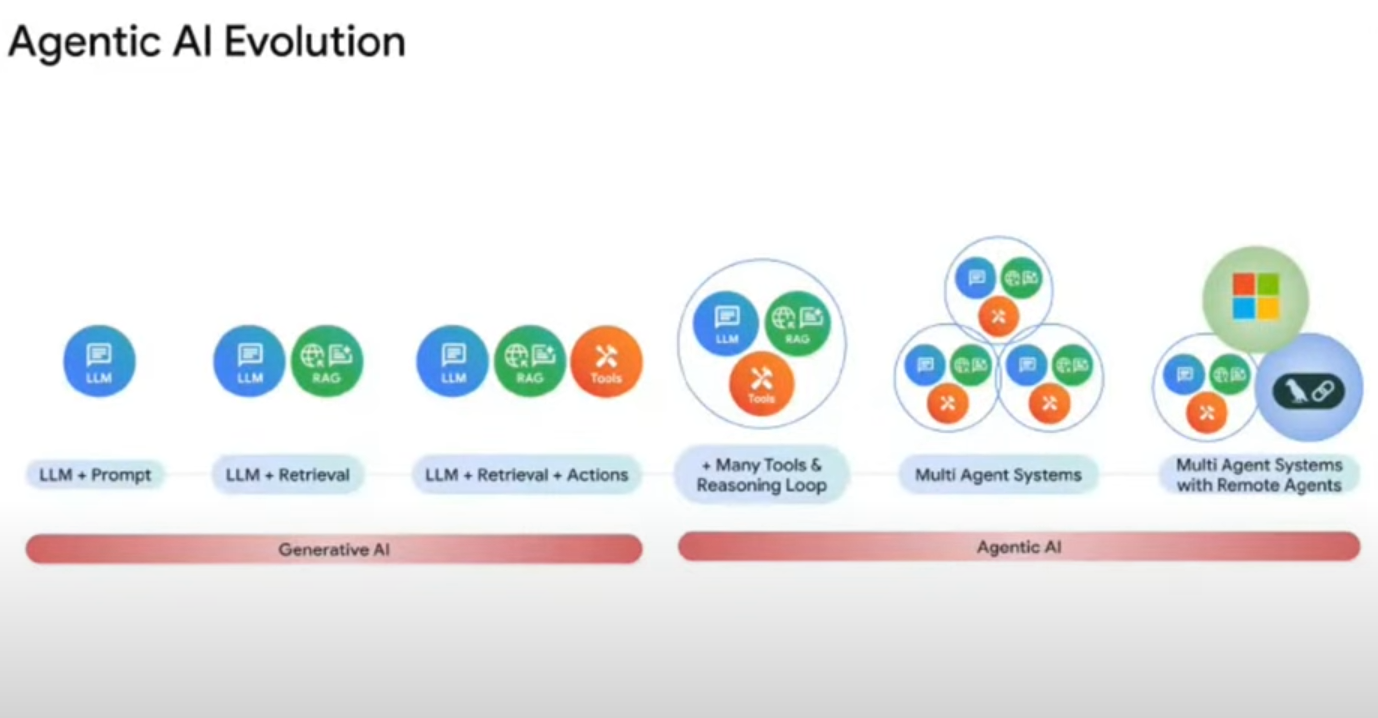 Agentic AI Evolution
LLM
LLM
RAG
LLM
RAG
Tools
LLM
RAG
Tools
LLM + Prompt
LLM + Retrieval
LLM + Retrieval + Actions
+ Many Tools &
Reasoning Loop
Multi Agent Systems
Multi Agent Systems
with Remote Agents
Generative AI
Agentic AI